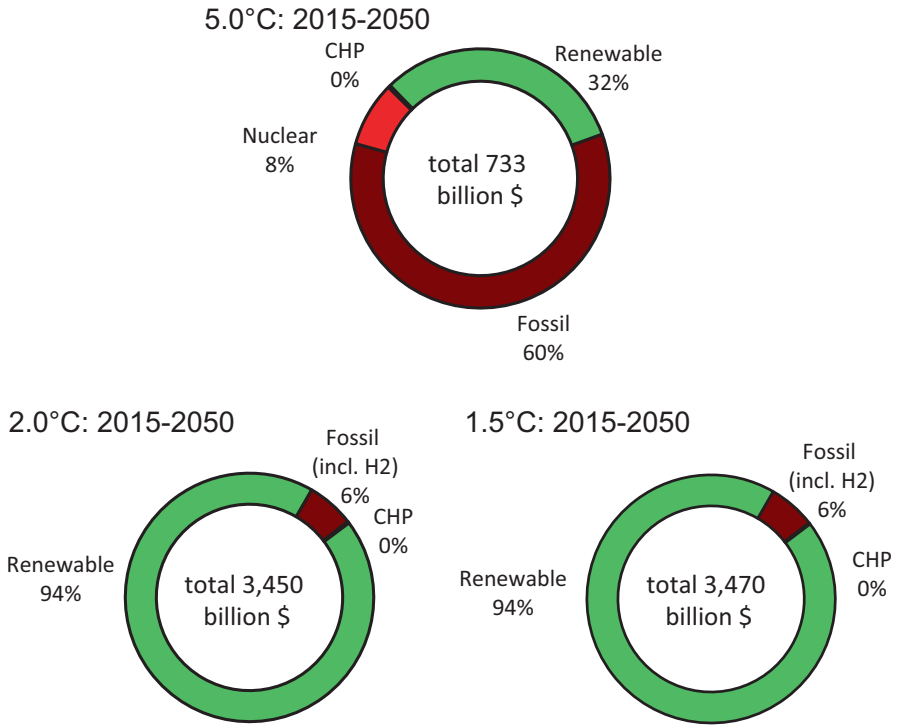 5.0°C: 2015-2050
CHP
0%
Renewable
32%
Nuclear
8%
total 733
billion $
Fossil
60%
2.0°C: 2015-2050
Fossil
(incl. H2)
6%
CHP
0%
Renewable
94%
total 3,450
billion $
1.5°C: 2015-2050
Fossil
(incl. H2)
6%
CHP
0%
Renewable
94%
total 3,470
billion $